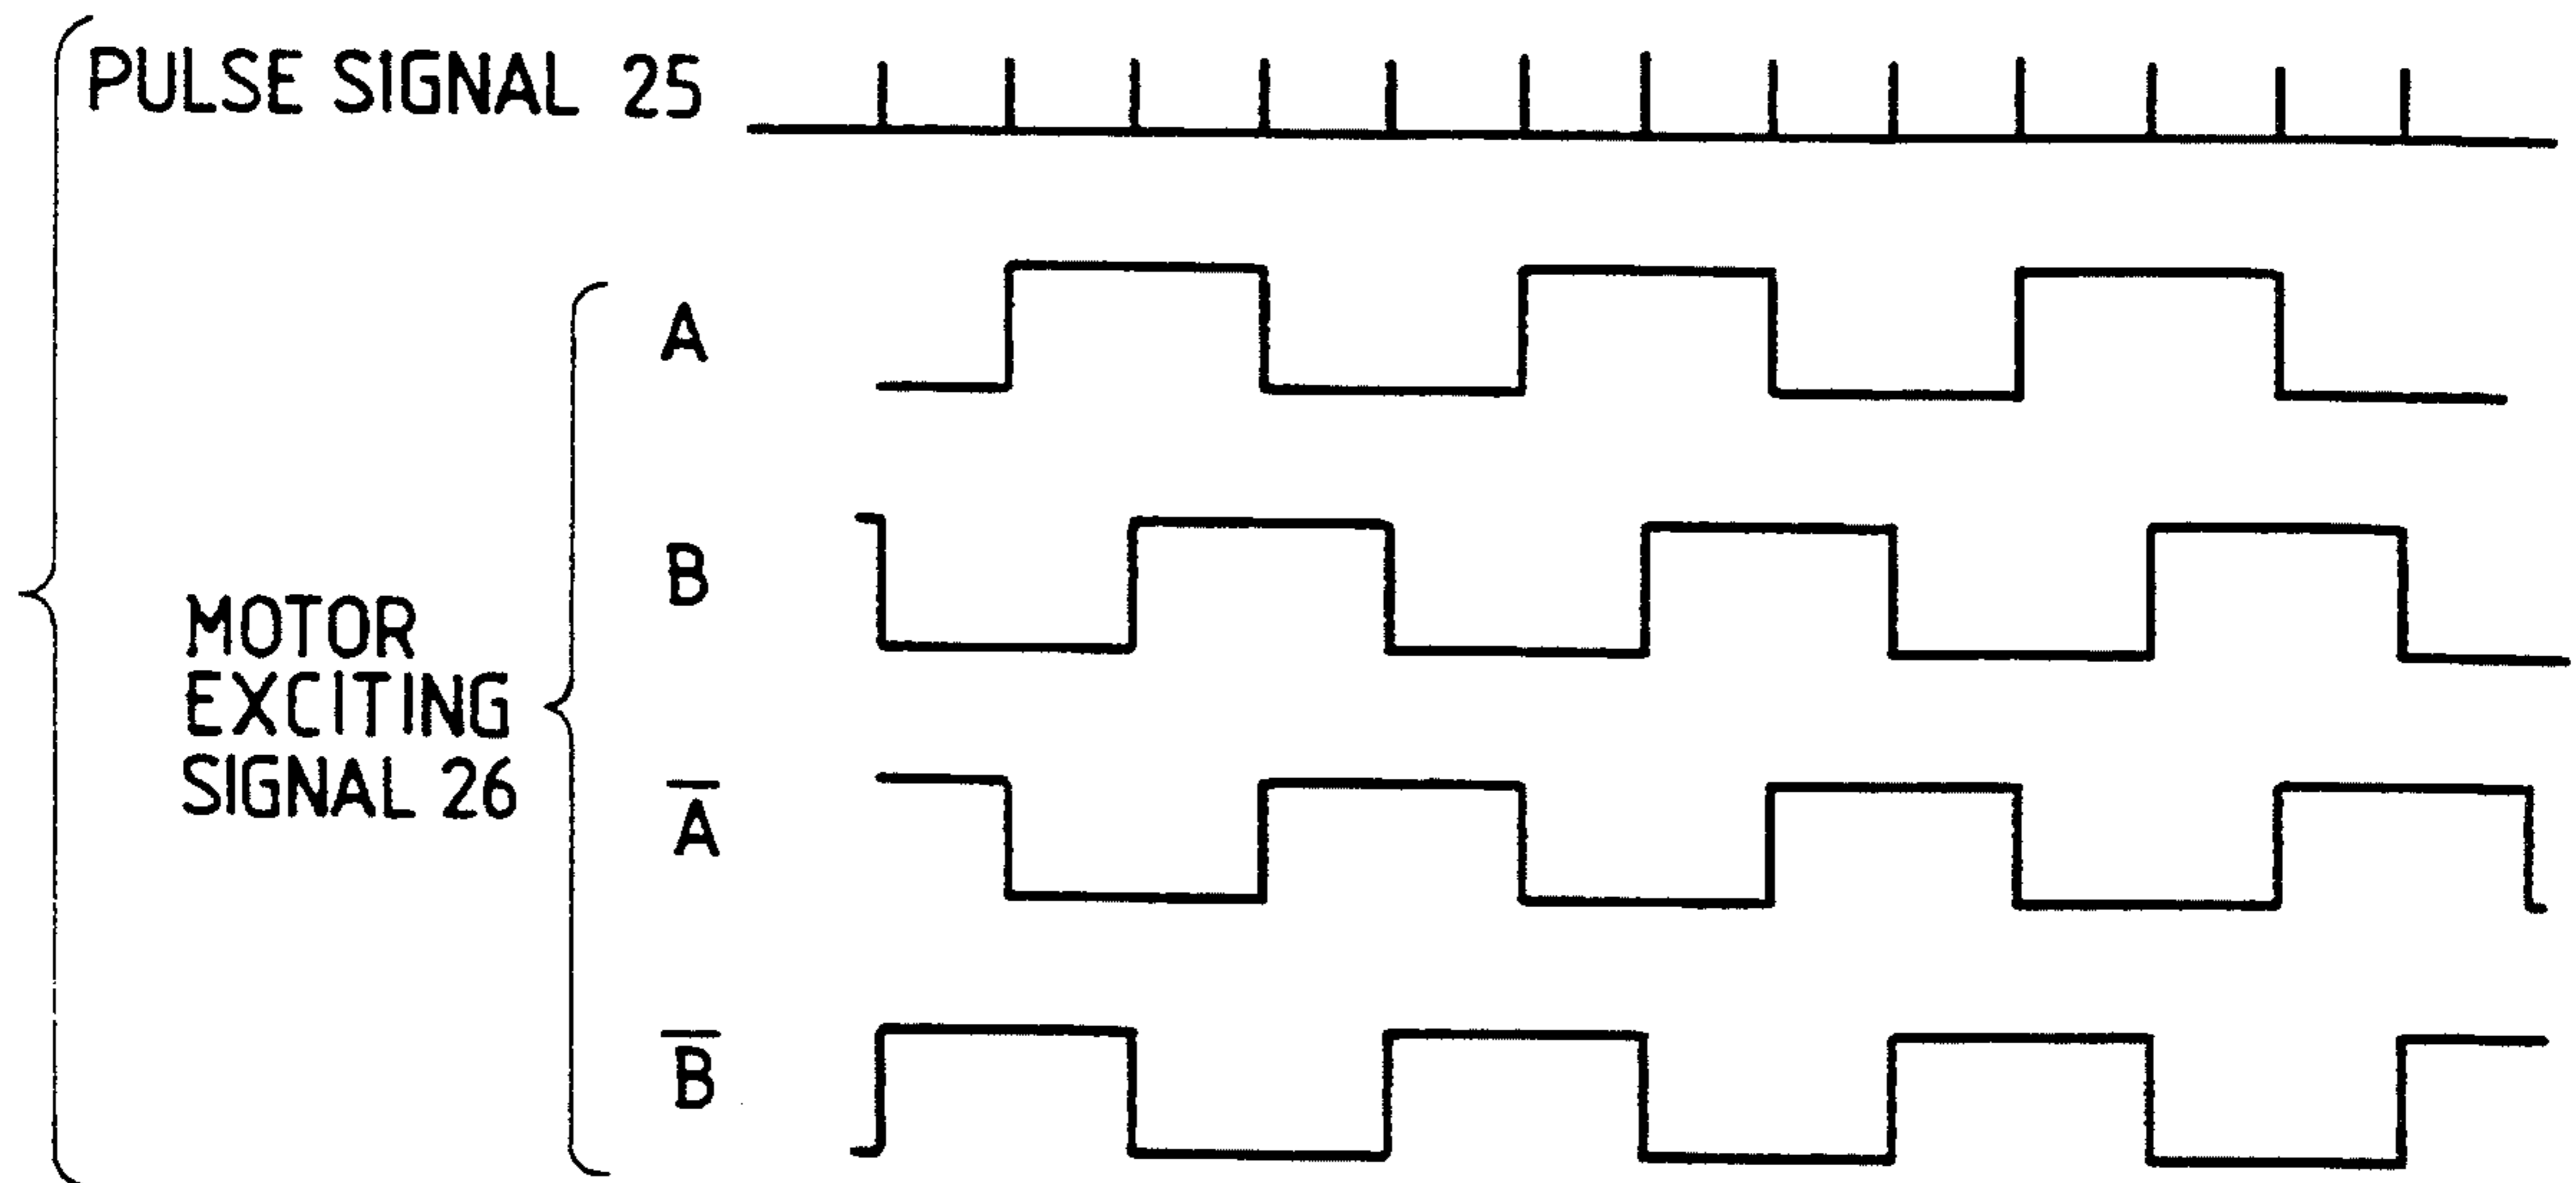 PULSE SIGNAL 25
A
B
MOTOR
EXCITING
SIGNAL 26
A̅
B̅